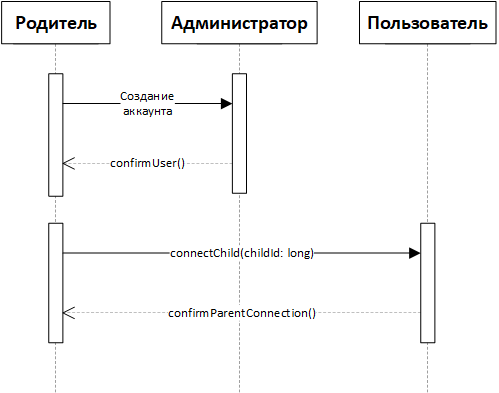 Родитель
Администратор
Пользователь
Создание
аккаунта
confirmUser()
connectChild(childId: long)
confirmParentConnection()